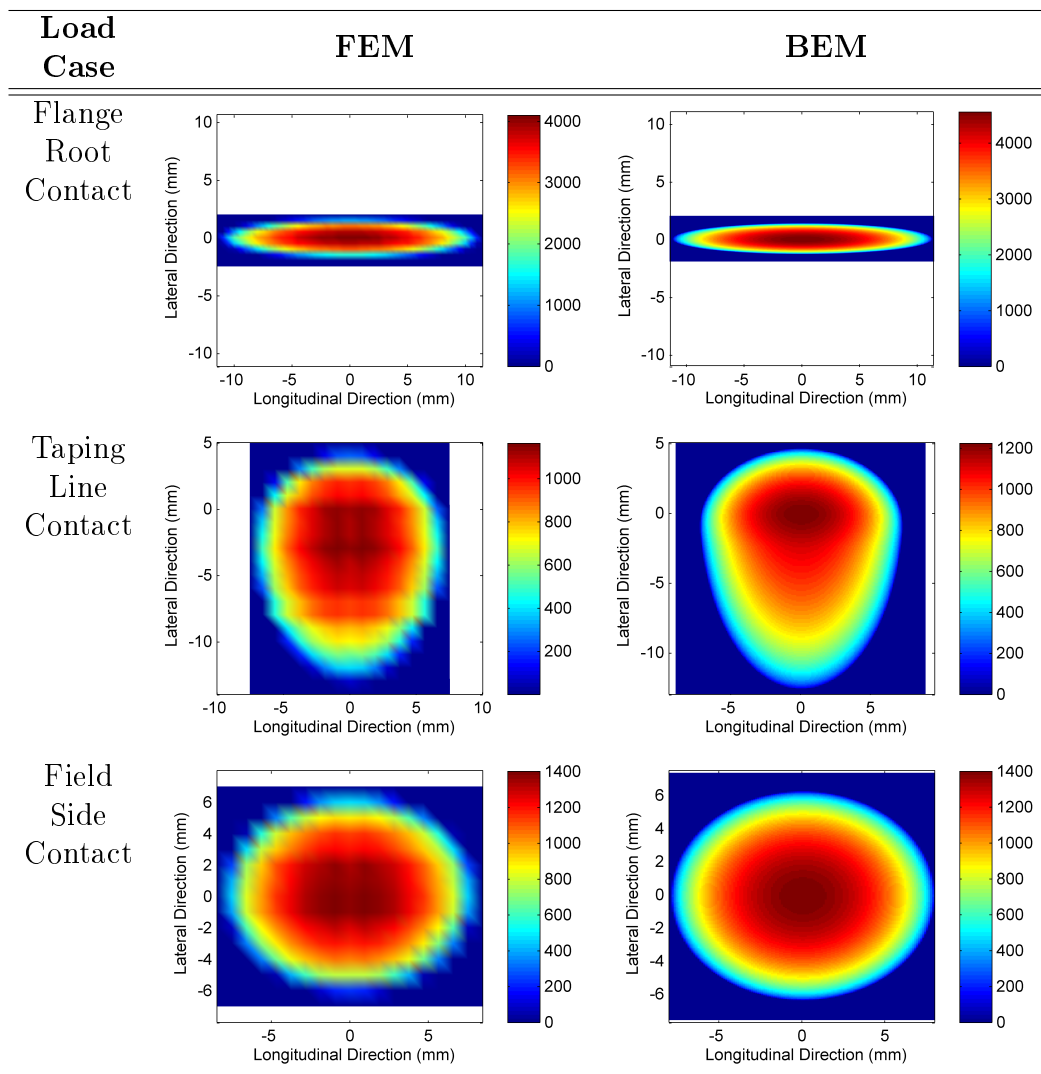 Load
Case
FEM
BEM
Flange
Root
Contact
Lateral Direction (mm)
10
5
0
-5
-10
-10 -5 0 5 10
Longitudinal Direction (mm)
4000
3000
2000
1000
0
Lateral Direction (mm)
10
5
0
-5
-10
-10 -5 0 5 10
Longitudinal Direction (mm)
4000
3000
2000
1000
0
Taping
Line
Contact
Lateral Direction (mm)
5
0
-5
-10
-10 -5 0 5 10
Longitudinal Direction (mm)
1000
800
600
400
200
Lateral Direction (mm)
5
0
-5
-10
-5 0 5
Longitudinal Direction (mm)
1200
1000
800
600
400
200
0
Field
Side
Contact
Lateral Direction (mm)
6
4
2
0
-2
-4
-6
-5 0 5
Longitudinal Direction (mm)
1400
1200
1000
800
600
400
200
0
Lateral Direction (mm)
6
4
2
0
-2
-4
-6
-5 0 5
Longitudinal Direction (mm)
1400
1200
1000
800
600
400
200
0